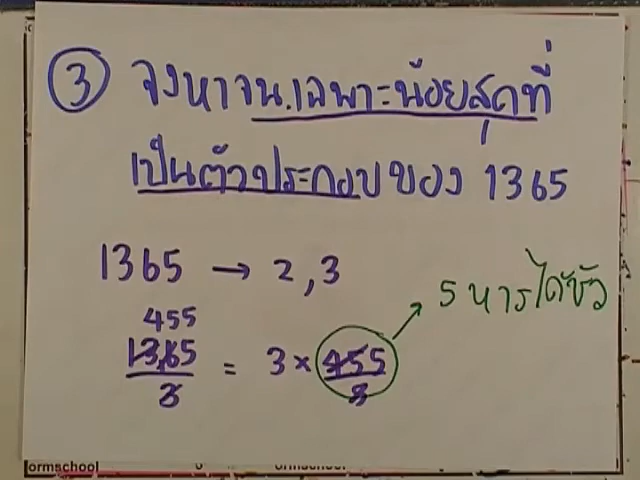 3 จงหาจน.เฉพาะน้อยสุดที่
เป็นตัวประกอบของ 1365
1365 → 2,3
5 หารได้ชัว
455
1365/3 = 3 × 455/3
ormschool
ormschool